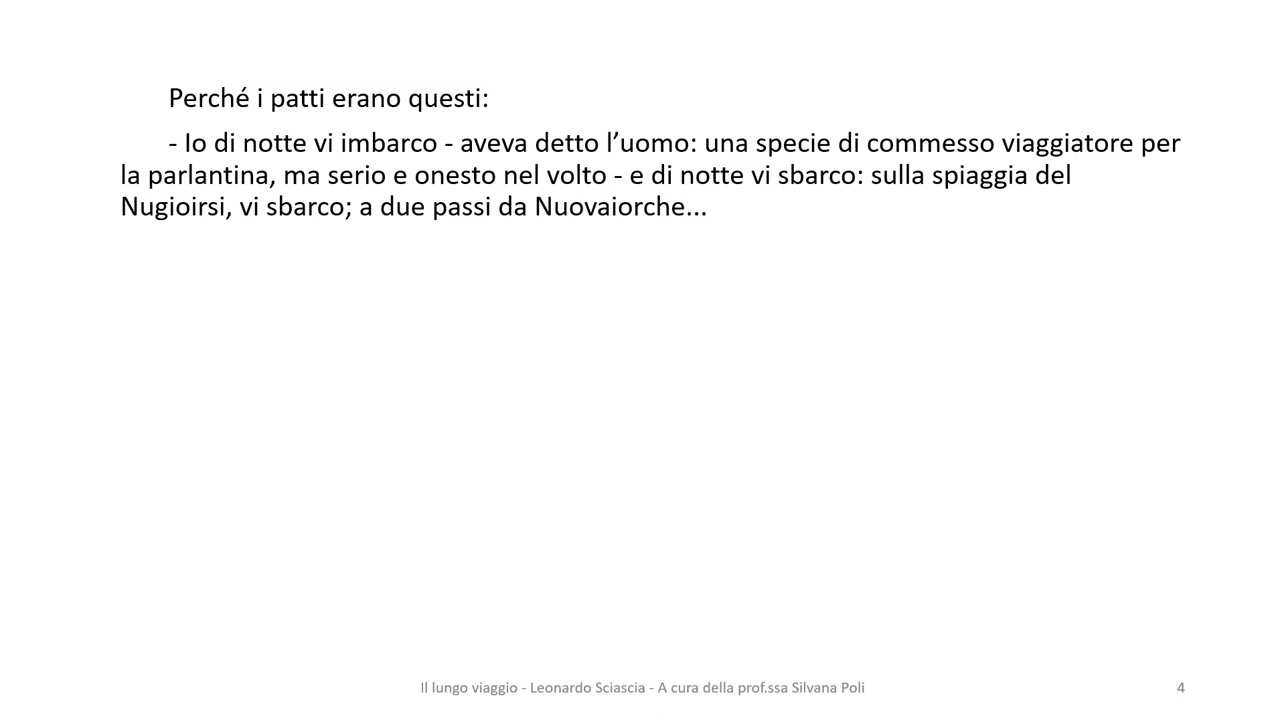 Perché i patti erano questi:
- Io di notte vi imbarco - aveva detto l’uomo: una specie di commesso viaggiatore per
la parlantina, ma serio e onesto nel volto - e di notte vi sbarco: sulla spiaggia del
Nugioirsi, vi sbarco; a due passi da Nuovaiorche...
Il lungo viaggio - Leonardo Sciascia - A cura della prof.ssa Silvana Poli
4